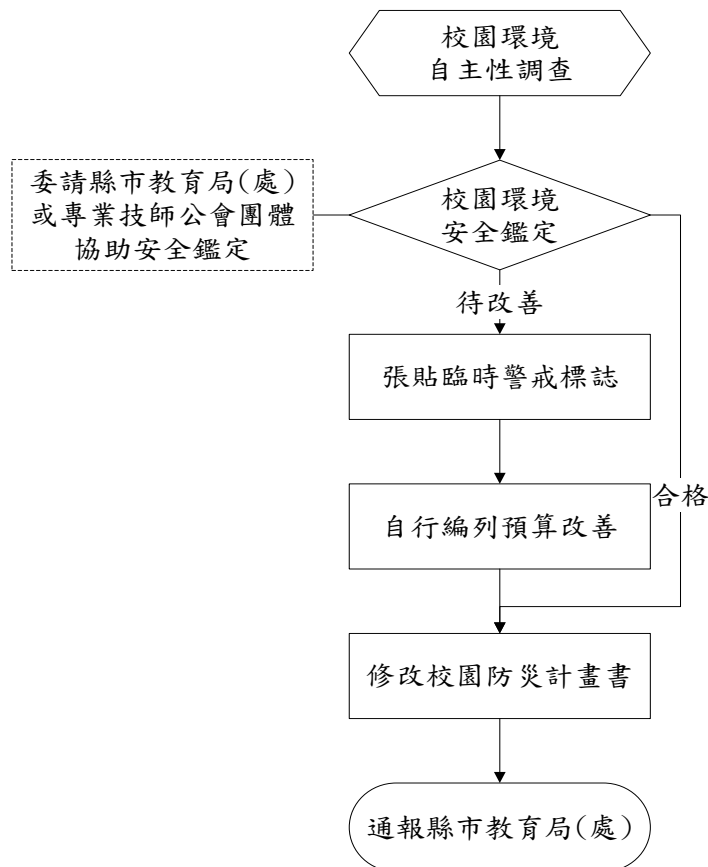 校園環境
自主性調查
委請縣市教育局(處)
或專業技師公會團體
協助安全鑑定
校園環境
安全鑑定
待改善
張貼臨時警戒標誌
合格
自行編列預算改善
修改校園防災計畫書
通報縣市教育局(處)